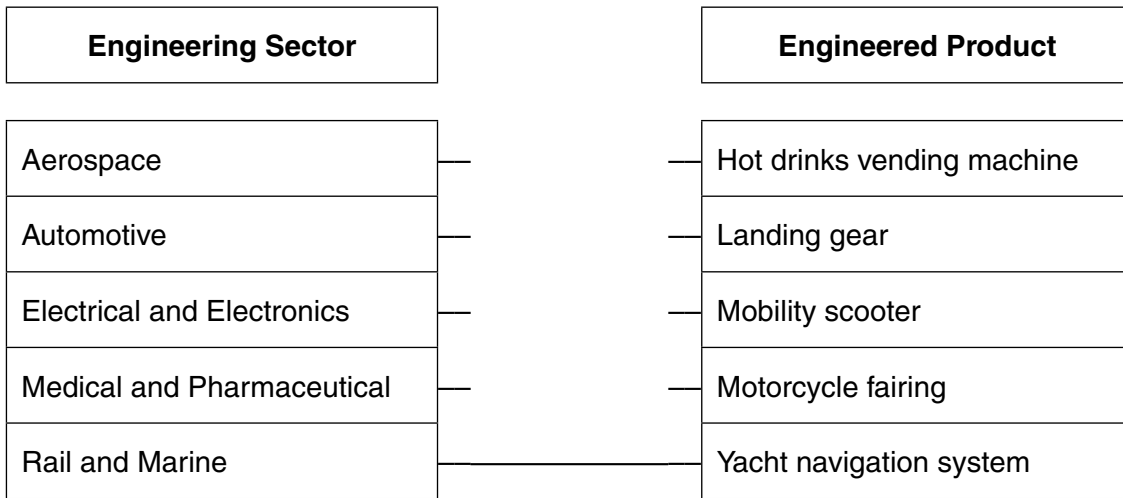 Engineering Sector
Engineered Product
Aerospace
Hot drinks vending machine
Automotive
Landing gear
Electrical and Electronics
Mobility scooter
Medical and Pharmaceutical
Motorcycle fairing
Rail and Marine
Yacht navigation system